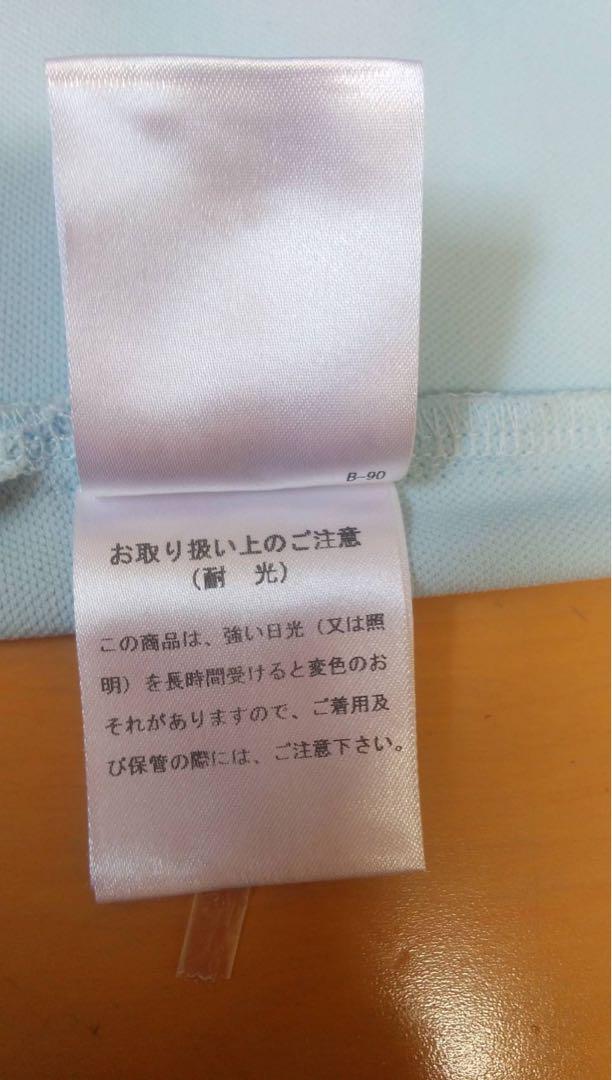 B-90
お取り扱い上のご注意
（耐　光）
この商品は、強い日光（又は照
明）を長時間受けると変色のお
それがありますので、ご着用及
び保管の際には、ご注意下さい。